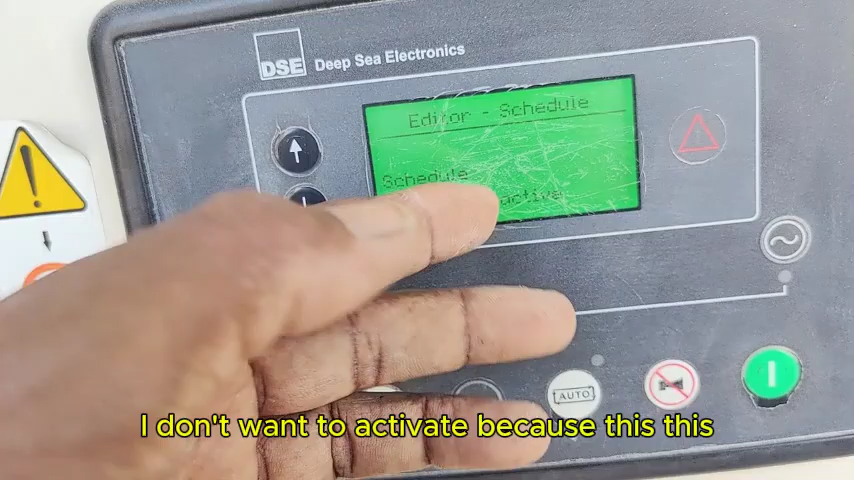 DSE Deep Sea Electronics
Editor - Schedule
Schedule
AUTO
I don't want to activate because this this